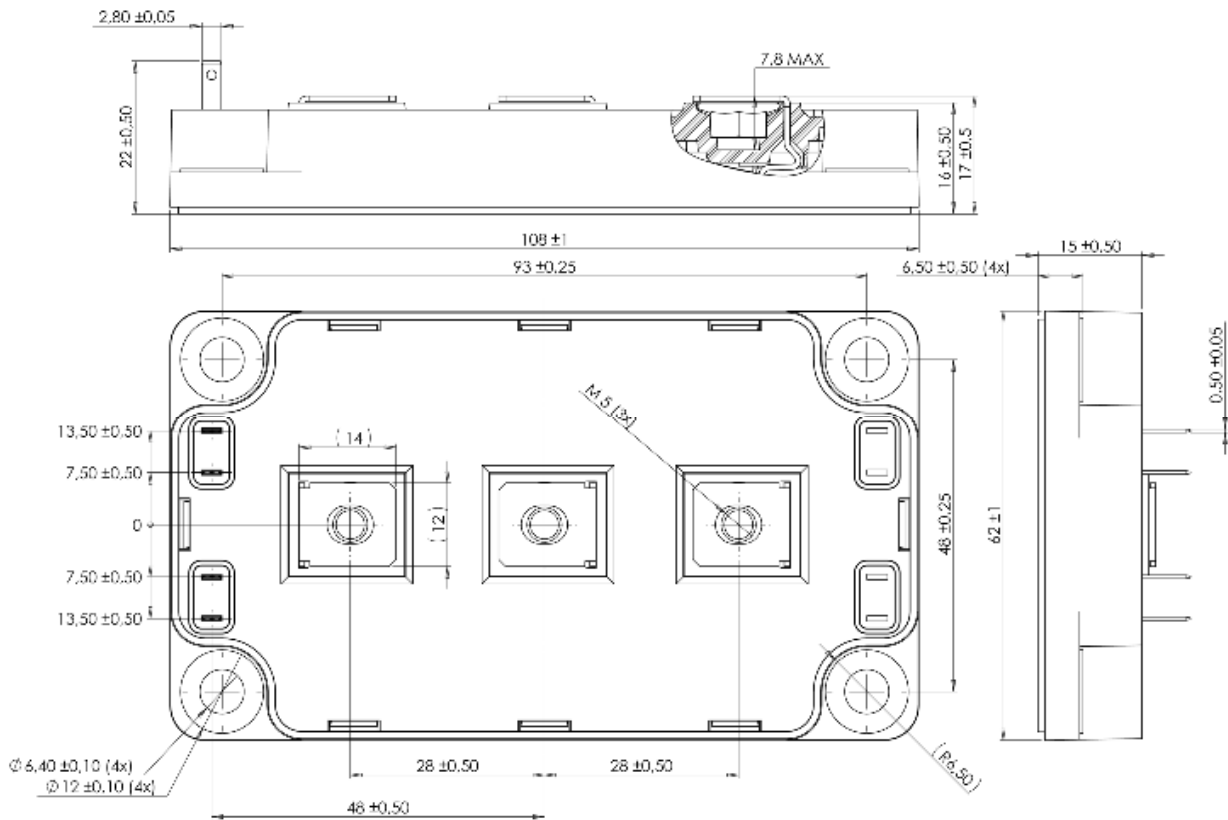 2,80 ±0,05
7,8 MAX
22 ±0,50
16 ±0,50
17 ±0,5
108 ±1
15 ±0,50
93 ±0,25
6,50 ±0,50 (4x)
0,50 ±0,05
M 5 (3x)
13,50 ±0,50
( 14 )
7,50 ±0,50
0
( 12 )
48 ±0,25
62 ±1
7,50 ±0,50
13,50 ±0,50
Ø 6,40 ±0,10 (4x)
28 ±0,50
28 ±0,50
( R6,50 )
Ø 12 ±0,10 (4x)
48 ±0,50